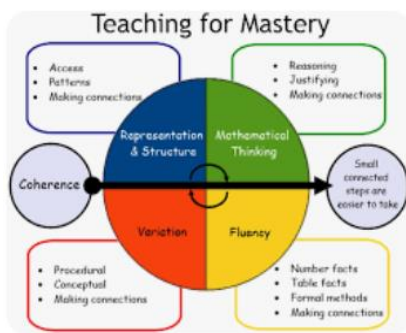 Teaching for Mastery
• Access
• Patterns
• Making connections
• Reasoning
• Justifying
• Making connections
Representation
& Structure
Mathematical
Thinking
Coherence
Small
connected
steps are
easier to take
Variation
Fluency
• Procedural
• Conceptual
• Making connections
• Number facts
• Table facts
• Formal methods
• Making connections